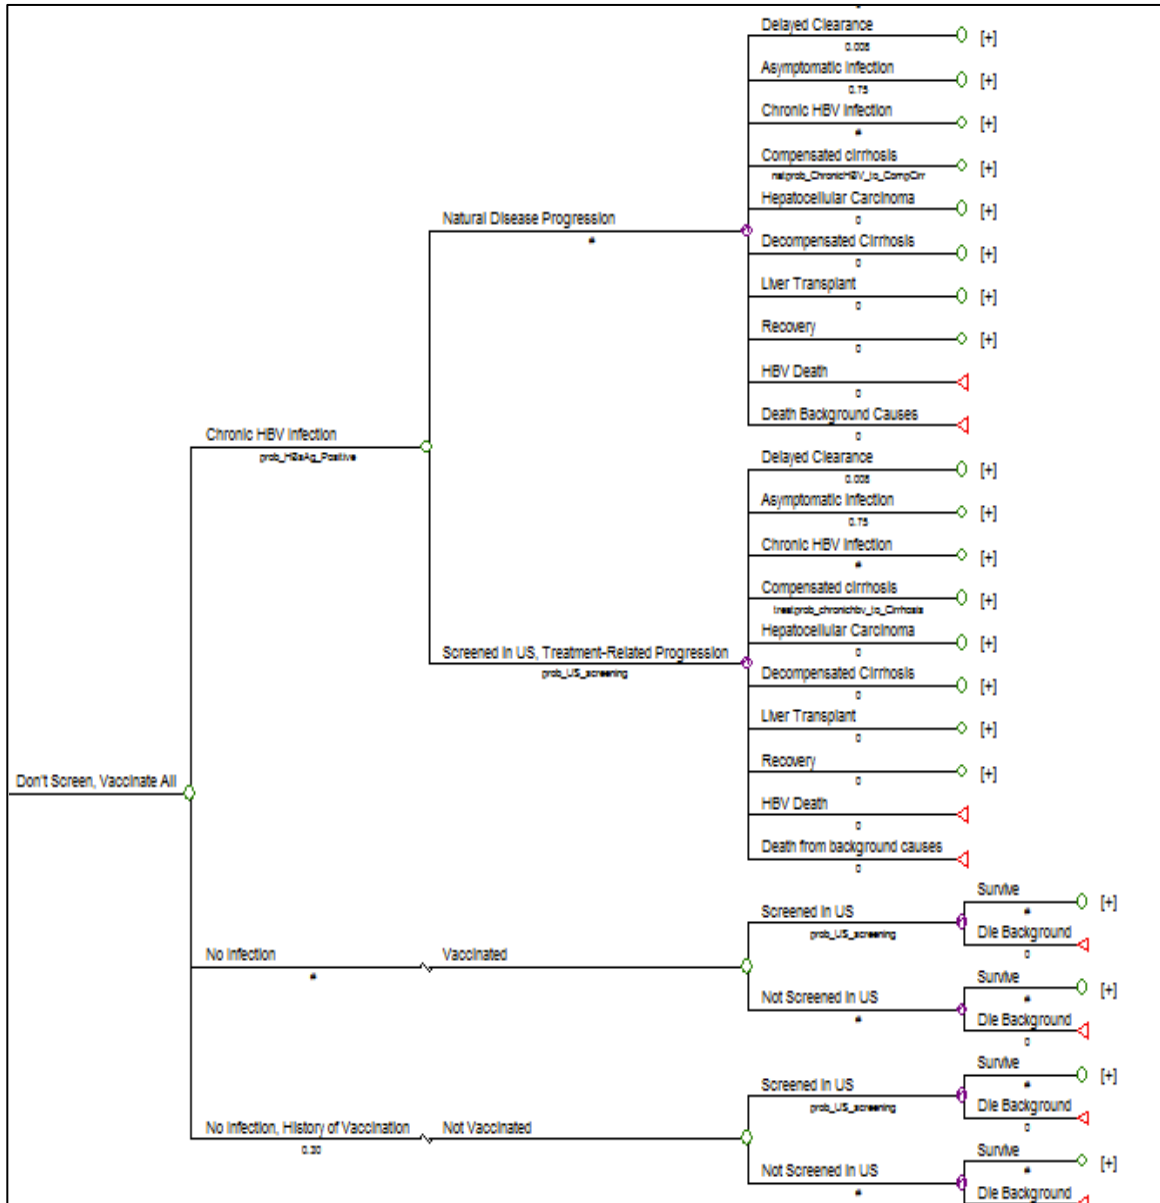 Delayed Clearance
0.005
[+]
Asymptomatic Infection
0.75
[+]
Chronic HBV Infection
#
[+]
Compensated cirrhosis
natprob_ChronicHBV_to_CompCirr
[+]
Hepatocellular Carcinoma
0
[+]
Natural Disease Progression
#
Decompensated Cirrhosis
0
[+]
Liver Transplant
0
[+]
Recovery
0
[+]
HBV Death
0
Death Background Causes
0
Chronic HBV Infection
prob_HBsAg_Positive
Delayed Clearance
0.005
[+]
Asymptomatic Infection
0.75
[+]
Chronic HBV Infection
#
[+]
Compensated cirrhosis
treatprob_chronichbv_to_Cirrhosis
[+]
Hepatocellular Carcinoma
0
[+]
Screened in US, Treatment-Related Progression
prob_US_screening
Decompensated Cirrhosis
0
[+]
Liver Transplant
0
[+]
Recovery
0
[+]
HBV Death
0
Death from background causes
0
Don't Screen, Vaccinate All
Screened in US
prob_US_screening
Survive
#
[+]
Die Background
0
No Infection
#
Vaccinated
Not Screened in US
#
Survive
#
[+]
Die Background
0
Screened in US
prob_US_screening
Survive
#
[+]
Die Background
0
No Infection, History of Vaccination
0.30
Not Vaccinated
Not Screened in US
#
Survive
#
[+]
Die Background